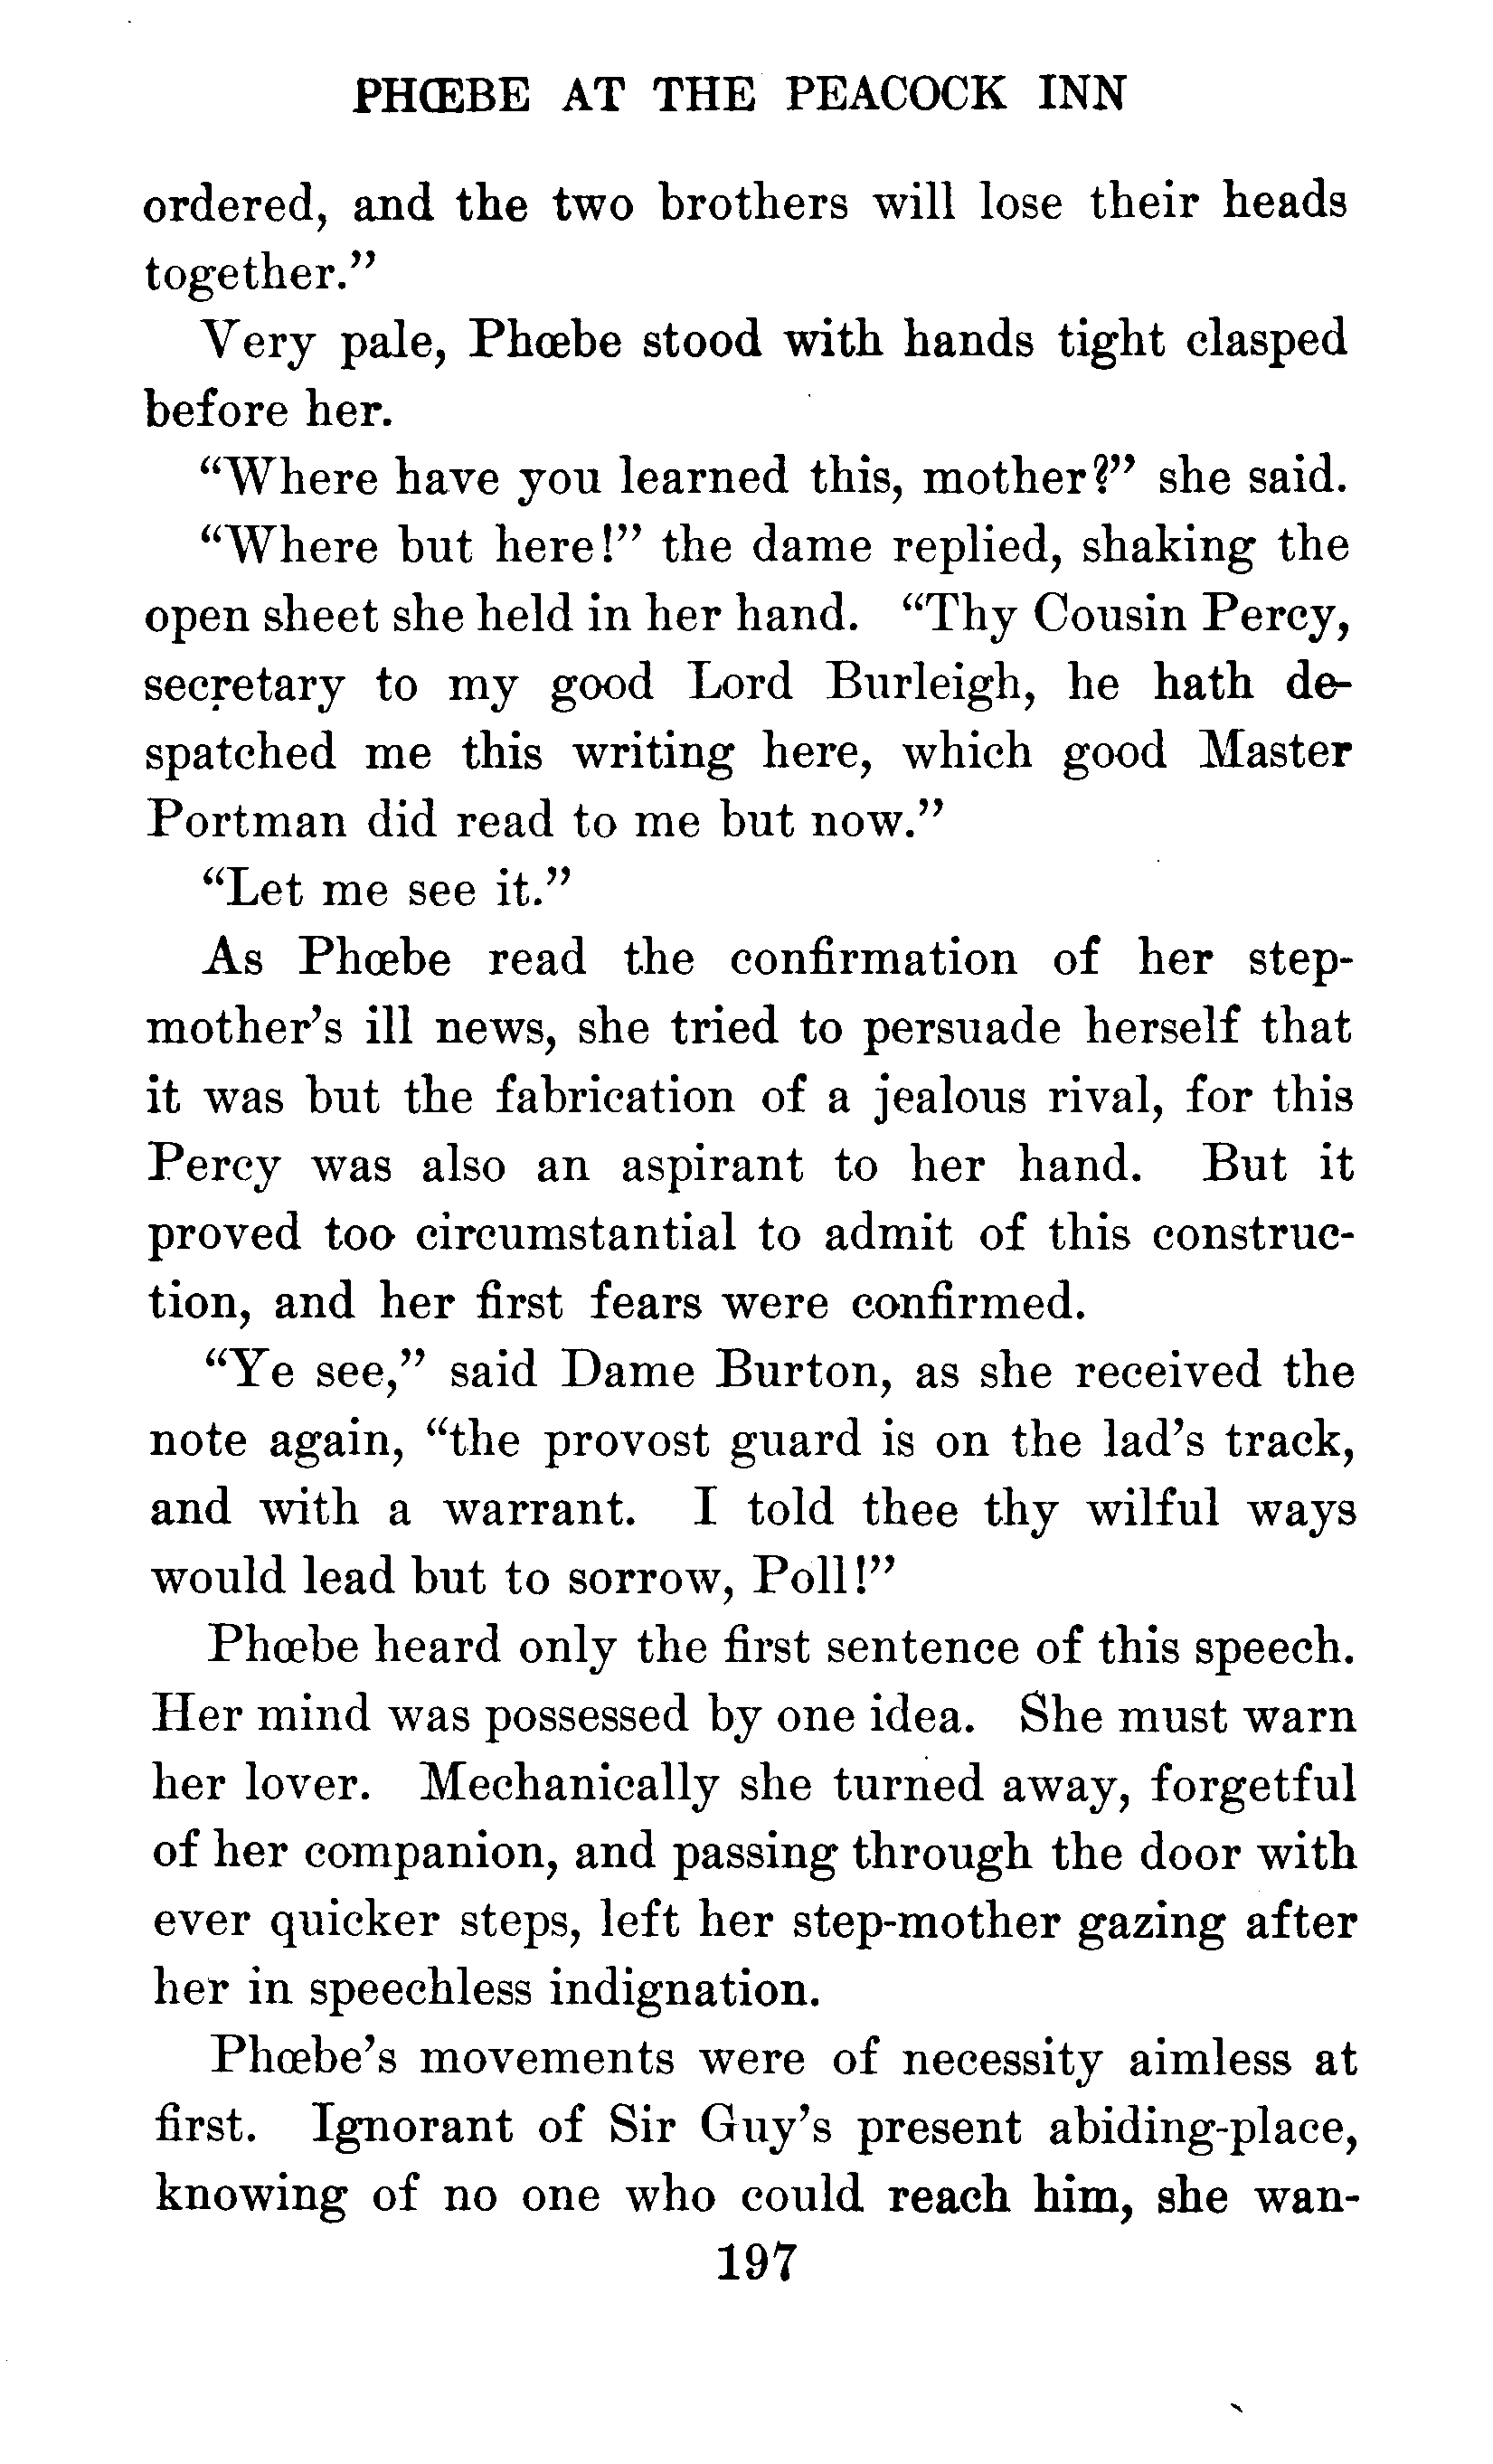 PHŒBE AT THE PEACOCK INN
ordered, and the two brothers will lose their heads
together.”
Very pale, Phœbe stood with hands tight clasped
before her.
“Where have you learned this, mother?” she said.
“Where but here!” the dame replied, shaking the
open sheet she held in her hand. “Thy Cousin Percy,
secretary to my good Lord Burleigh, he hath de-
spatched me this writing here, which good Master
Portman did read to me but now.”
“Let me see it.”
As Phœbe read the confirmation of her step-
mother’s ill news, she tried to persuade herself that
it was but the fabrication of a jealous rival, for this
Percy was also an aspirant to her hand. But it
proved too circumstantial to admit of this construc-
tion, and her first fears were confirmed.
“Ye see,” said Dame Burton, as she received the
note again, “the provost guard is on the lad’s track,
and with a warrant. I told thee thy wilful ways
would lead but to sorrow, Poll!”
Phœbe heard only the first sentence of this speech.
Her mind was possessed by one idea. She must warn
her lover. Mechanically she turned away, forgetful
of her companion, and passing through the door with
ever quicker steps, left her step-mother gazing after
her in speechless indignation.
Phœbe’s movements were of necessity aimless at
first. Ignorant of Sir Guy’s present abiding-place,
knowing of no one who could reach him, she wan-
197